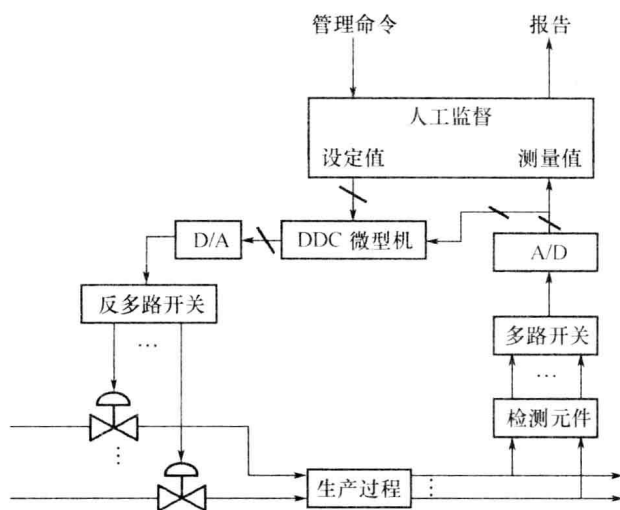 管理命令
报告
人工监督
设定值
测量值
D/A
DDC 微型机
A/D
反多路开关
多路开关
检测元件
生产过程